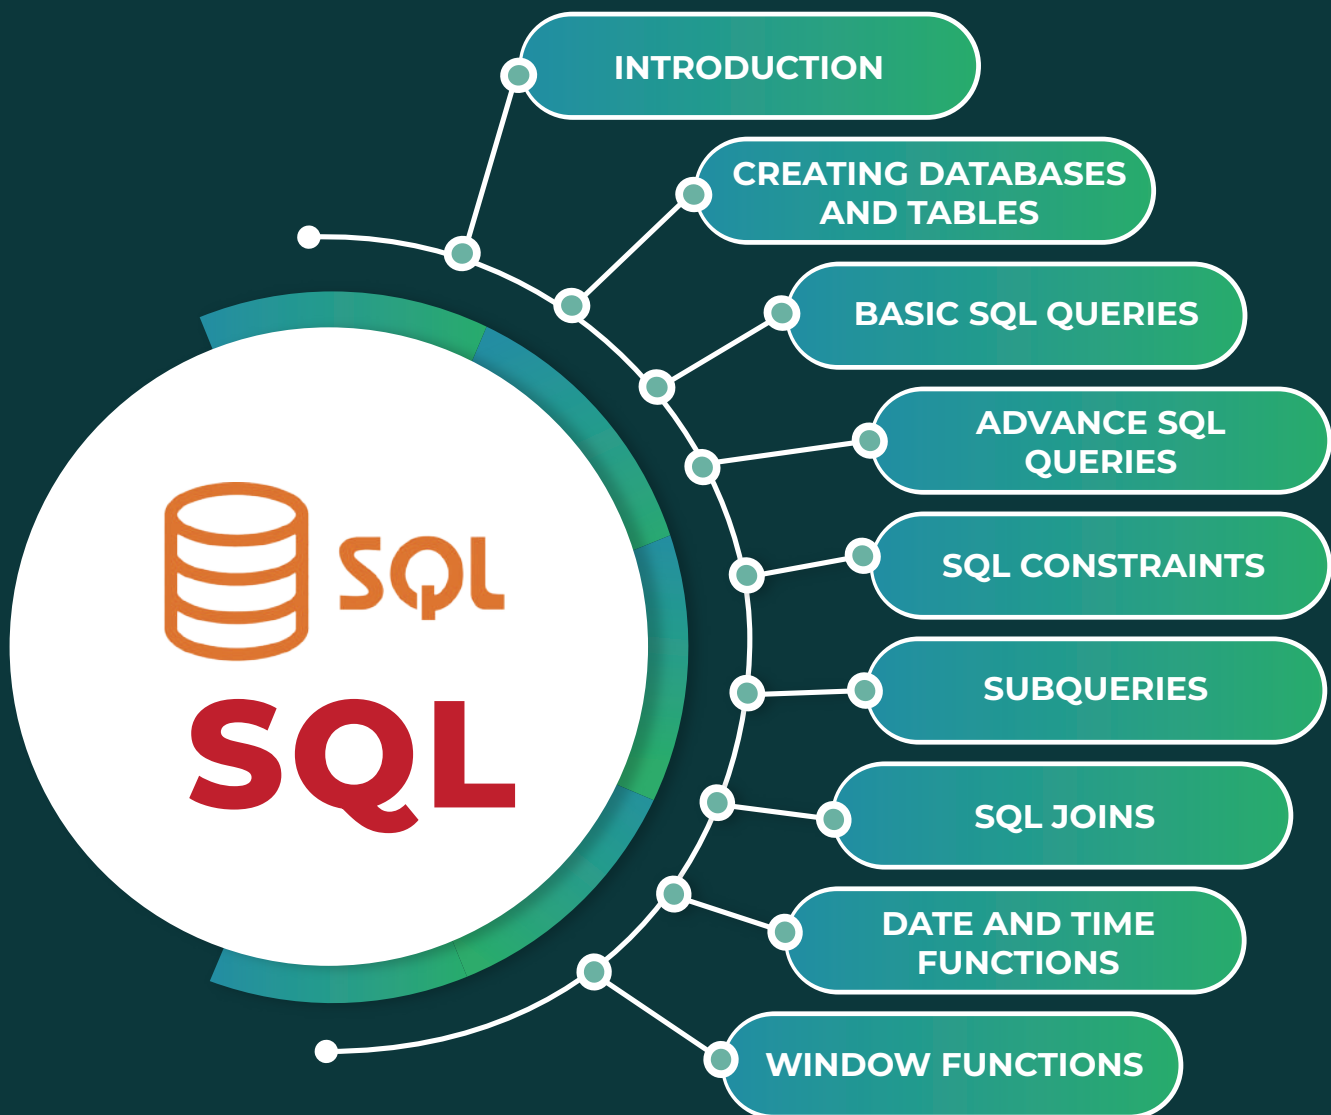 INTRODUCTION
CREATING DATABASES
AND TABLES
BASIC SQL QUERIES
ADVANCE SQL
QUERIES
SQL CONSTRAINTS
SUBQUERIES
SQL JOINS
DATE AND TIME
FUNCTIONS
WINDOW FUNCTIONS
SQL
SQL